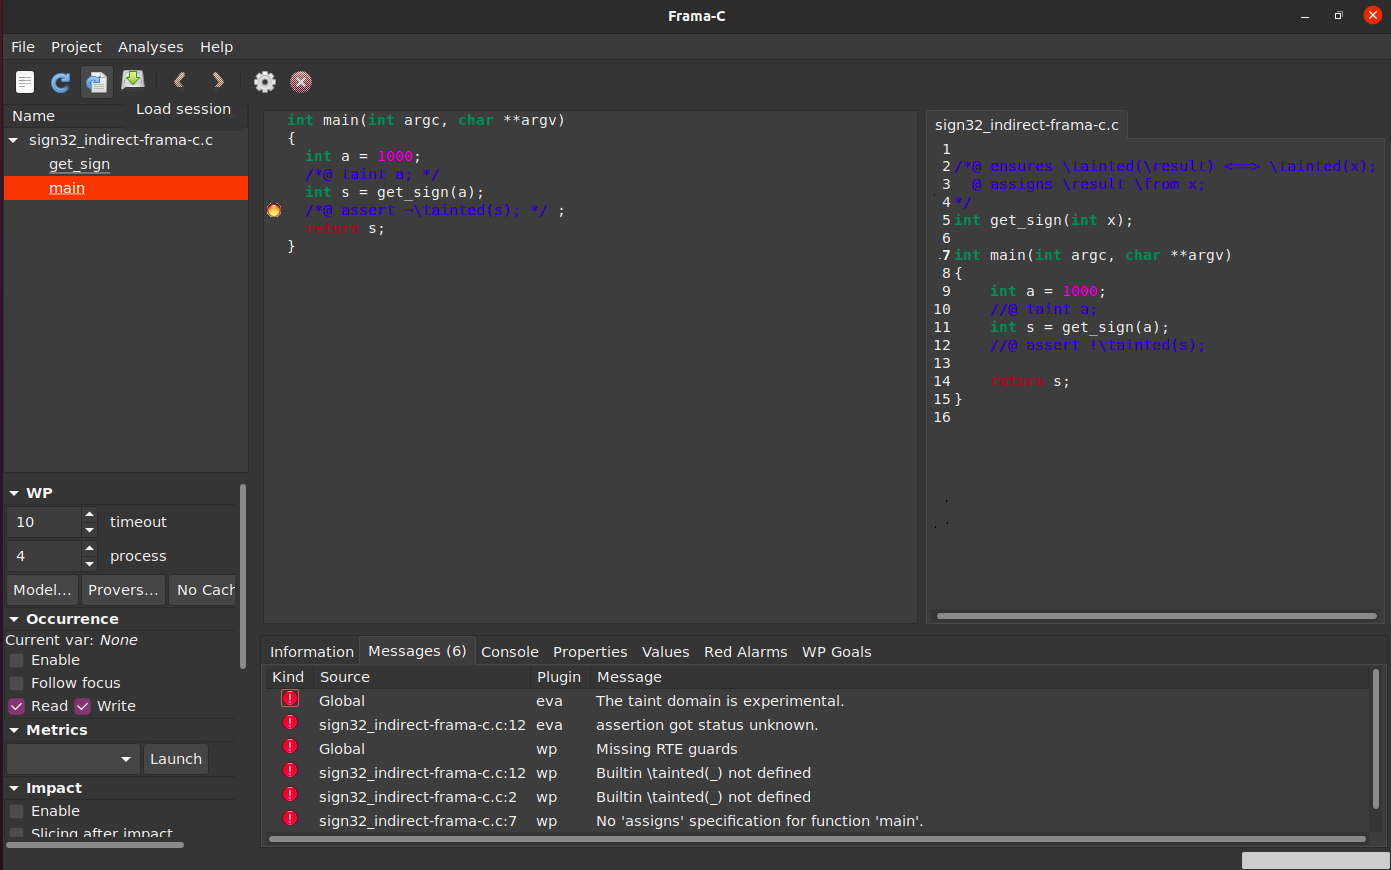 Frama-C
File Project Analyses Help
Load session
Name
sign32_indirect-frama-c.c
get_sign
main
WP
10 timeout
4 process
Model... Provers... No Cach
Occurrence
Current var: None
Enable
Follow focus
Read Write
Metrics
Launch
Impact
Enable
Slicing after impact
int main(int argc, char **argv)
{
int a = 1000;
/*@ taint a; */
int s = get_sign(a);
/*@ assert ¬\tainted(s); */ ;
return s;
}
sign32_indirect-frama-c.c
1
2 /*@ ensures \tainted(\result) <==> \tainted(x);
3 @ assigns \result \from x;
4 */
5 int get_sign(int x);
6
7 int main(int argc, char **argv)
8 {
9 int a = 1000;
10 //@ taint a;
11 int s = get_sign(a);
12 //@ assert !\tainted(s);
13
14 return s;
15 }
16
Information Messages (6) Console Properties Values Red Alarms WP Goals
Kind Source Plugin Message
Global eva The taint domain is experimental.
sign32_indirect-frama-c.c:12 eva assertion got status unknown.
Global wp Missing RTE guards
sign32_indirect-frama-c.c:12 wp Builtin \tainted(_) not defined
sign32_indirect-frama-c.c:2 wp Builtin \tainted(_) not defined
sign32_indirect-frama-c.c:7 wp No 'assigns' specification for function 'main'.